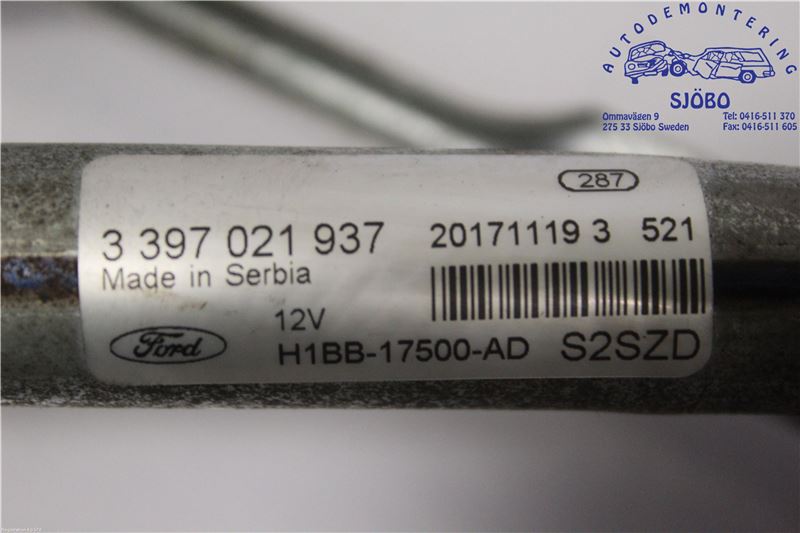 AUTODEMONTERING
SJÖBO
Ommavägen 9
275 33 Sjöbo Sweden
Tel: 0416-511 370
Fax: 0416-511 605
287
3 397 021 937
20171119 3 521
Made in Serbia
12V
Ford
H1BB-17500-AD
S2SZD